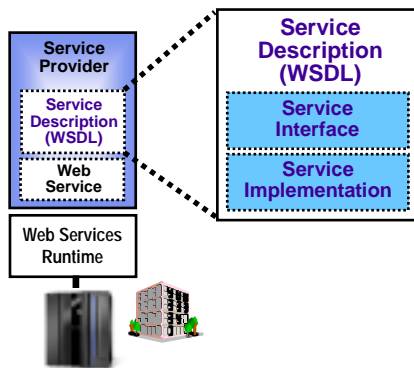 Service
Provider
Service
Description
(WSDL)
Web
Service
Web Services
Runtime
Service
Description
(WSDL)
Service
Interface
Service
Implementation